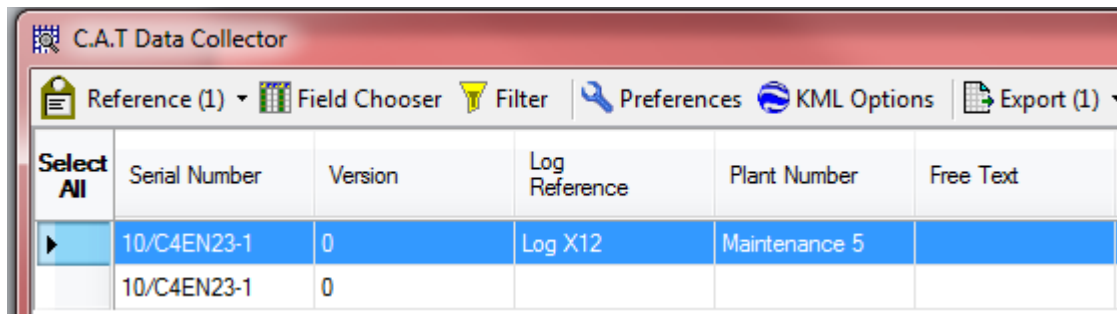 C.A.T Data Collector
Reference (1) Field Chooser Filter Preferences KML Options Export (1)
Select All Serial Number Version Log Reference Plant Number Free Text
10/C4EN23-1 0 Log X12 Maintenance 5
10/C4EN23-1 0